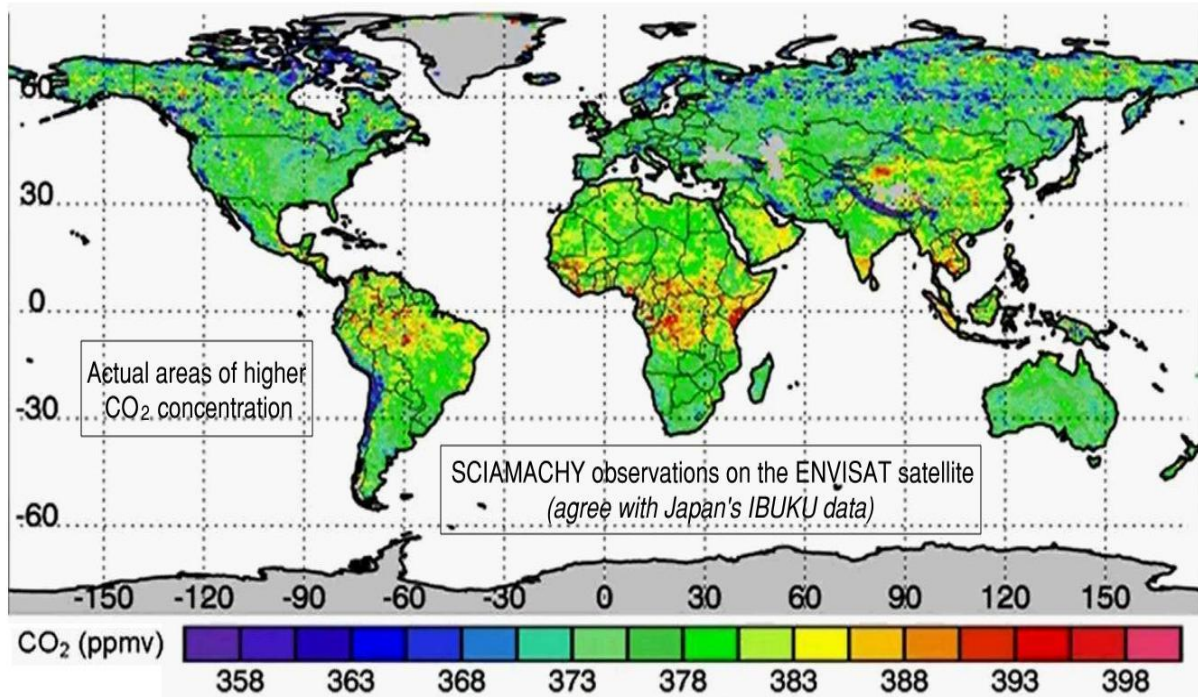 60
30
0
-30
-60
Actual areas of higher
CO₂ concentration
SCIAMACHY observations on the ENVISAT satellite
(agree with Japan's IBUKU data)
-150 -120 -90 -60 -30 0 30 60 90 120 150
CO₂ (ppmv)
358 363 368 373 378 383 388 393 398